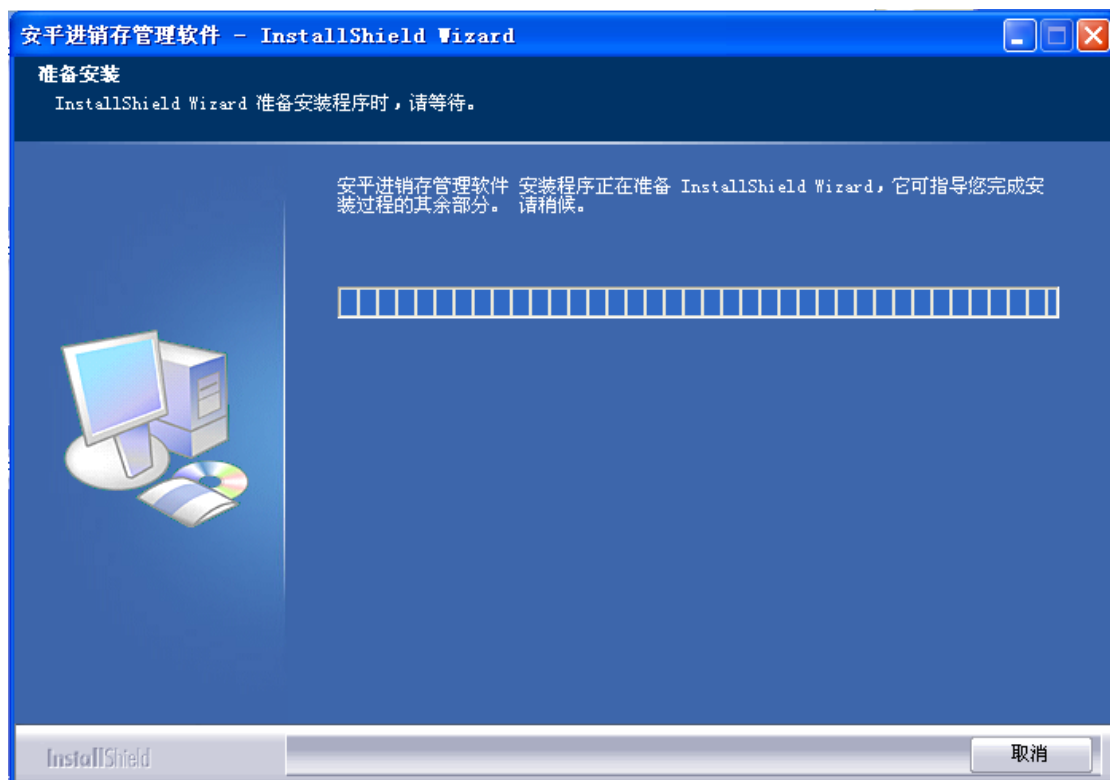 安平进销存管理软件 - InstallShield Wizard
准备安装
InstallShield Wizard 准备安装程序时，请等待。
安平进销存管理软件 安装程序正在准备 InstallShield Wizard，它可指导您完成安
装过程的其余部分。 请稍候。
InstallShield
取消